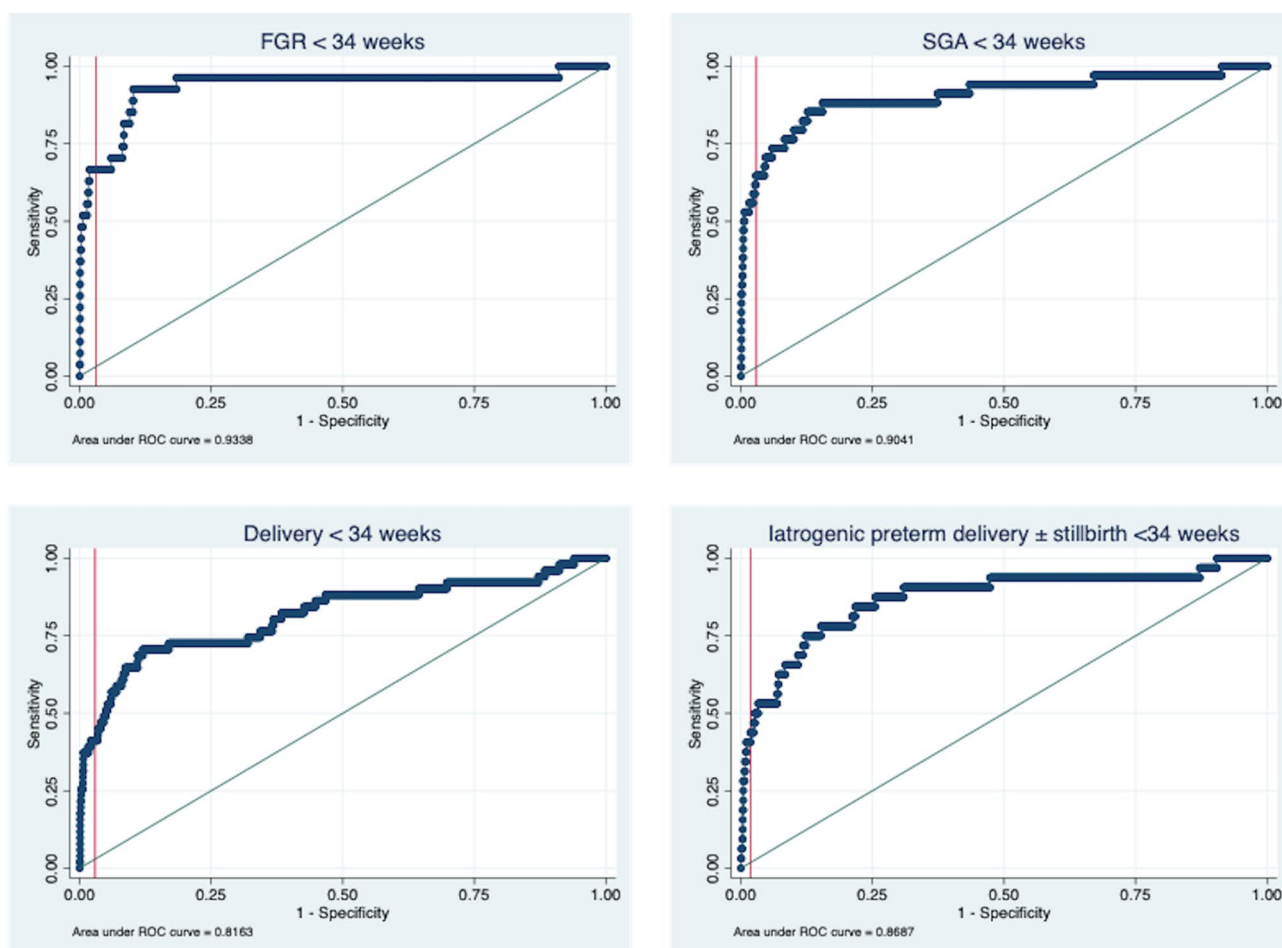 FGR < 34 weeks
Sensitivity
1.00
0.75
0.50
0.25
0.00
0.00 0.25 0.50 0.75 1.00
1 - Specificity
Area under ROC curve = 0.9338
SGA < 34 weeks
Sensitivity
1.00
0.75
0.50
0.25
0.00
0.00 0.25 0.50 0.75 1.00
1 - Specificity
Area under ROC curve = 0.9041
Delivery < 34 weeks
Sensitivity
1.00
0.75
0.50
0.25
0.00
0.00 0.25 0.50 0.75 1.00
1 - Specificity
Area under ROC curve = 0.8163
Iatrogenic preterm delivery ± stillbirth <34 weeks
Sensitivity
1.00
0.75
0.50
0.25
0.00
0.00 0.25 0.50 0.75 1.00
1 - Specificity
Area under ROC curve = 0.8687